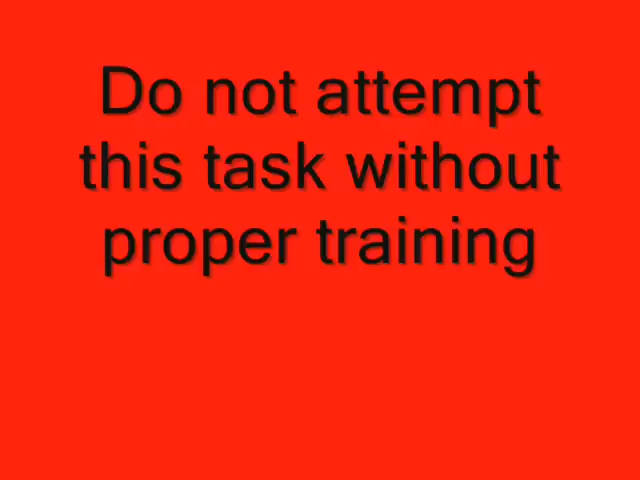 Do not attempt
this task without
proper training